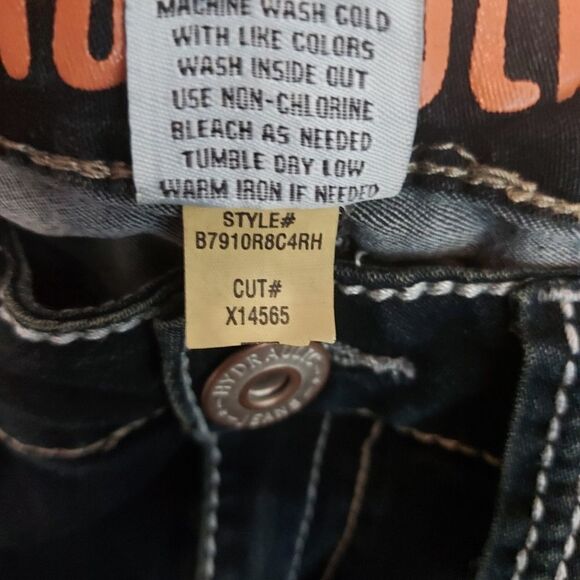 MACHINE WASH COLD
WITH LIKE COLORS
WASH INSIDE OUT
USE NON-CHLORINE
BLEACH AS NEEDED
TUMBLE DRY LOW
WARM IRON IF NEEDED
STYLE#
B7910R8C4RH
CUT#
X14565
HYDRAULIC
JEANS